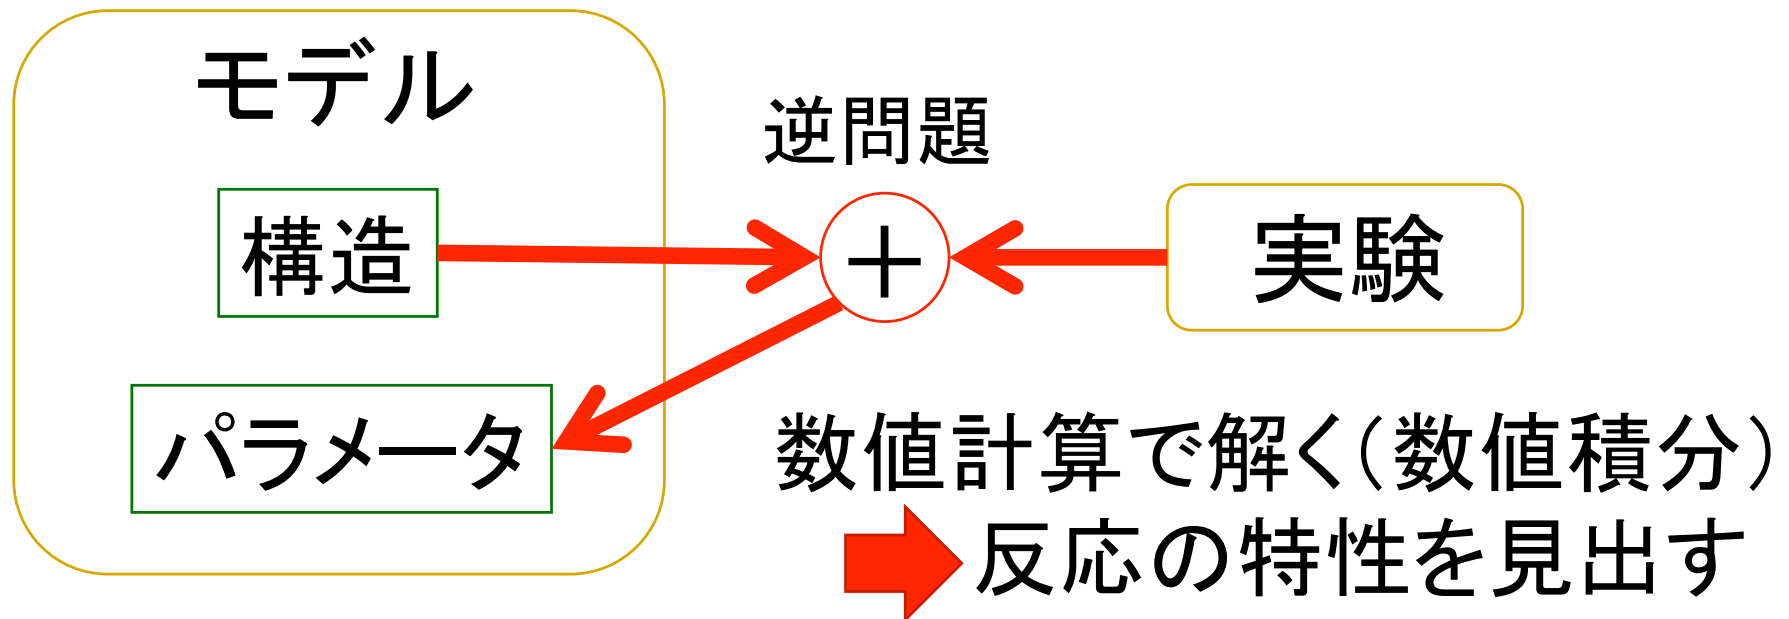 モデル
逆問題
構造
＋
実験
パラメータ
数値計算で解く（数値積分）
反応の特性を見出す